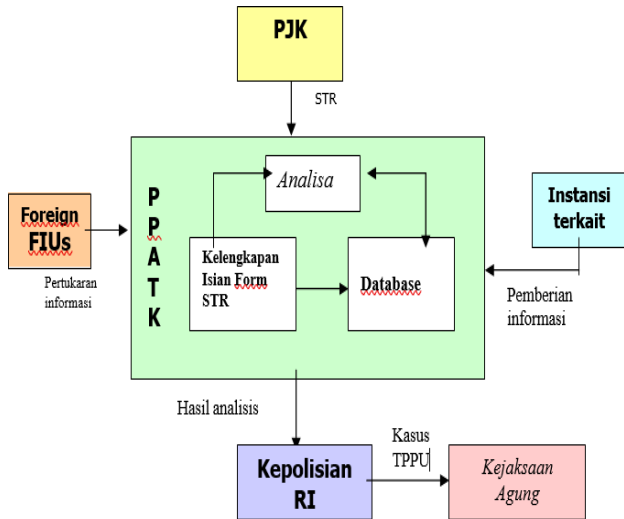 PJK
STR
P
P
A
T
K
Analisa
Kelengkapan
Isian Form
STR
Database
Foreign
FIUs
Pertukaran
informasi
Instansi
terkait
Pemberian
informasi
Hasil analisis
Kepolisian
RI
Kasus
TPPU
Kejaksaan
Agung